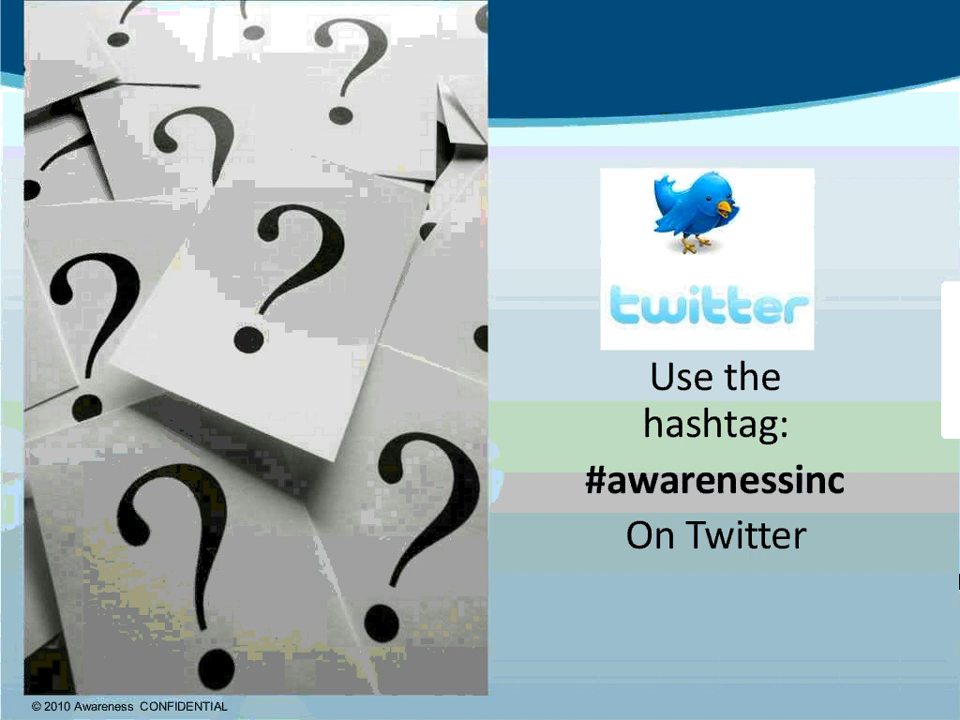 twitter
Use the
hashtag:
#awarenessinc
On Twitter
© 2010 Awareness CONFIDENTIAL